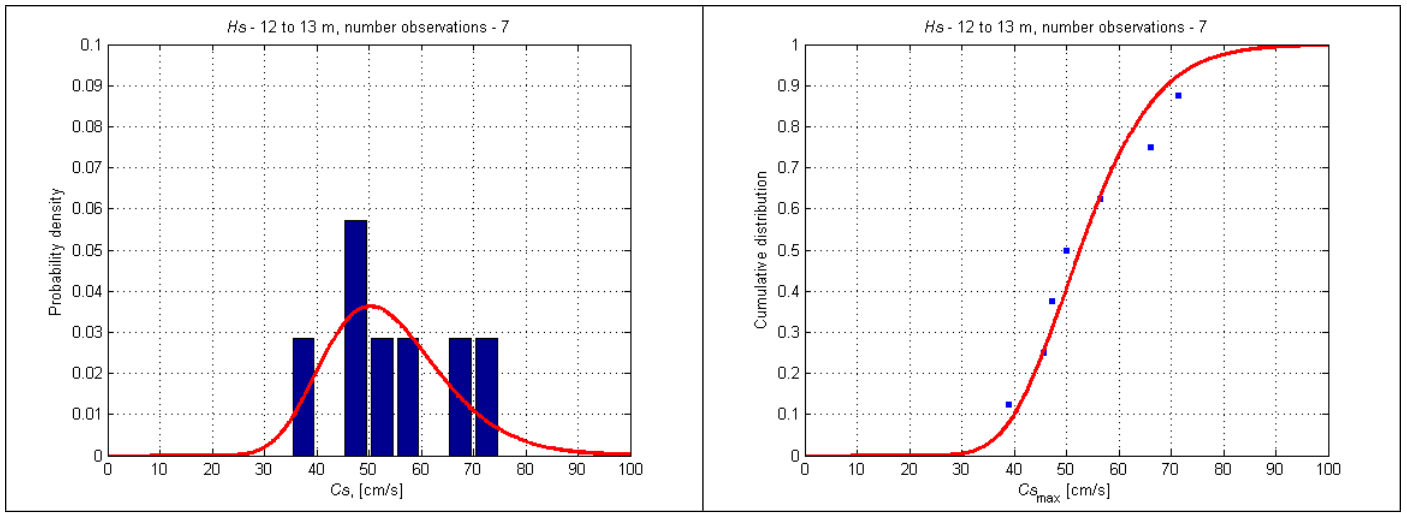 Hs - 12 to 13 m, number observations - 7
0.1
0.09
0.08
0.07
0.06
0.05
0.04
0.03
0.02
0.01
0
Probability density
0 10 20 30 40 50 60 70 80 90 100
Cs, [cm/s]
Hs - 12 to 13 m, number observations - 7
1
0.9
0.8
0.7
0.6
0.5
0.4
0.3
0.2
0.1
0
Cumulative distribution
0 10 20 30 40 50 60 70 80 90 100
Cs max [cm/s]